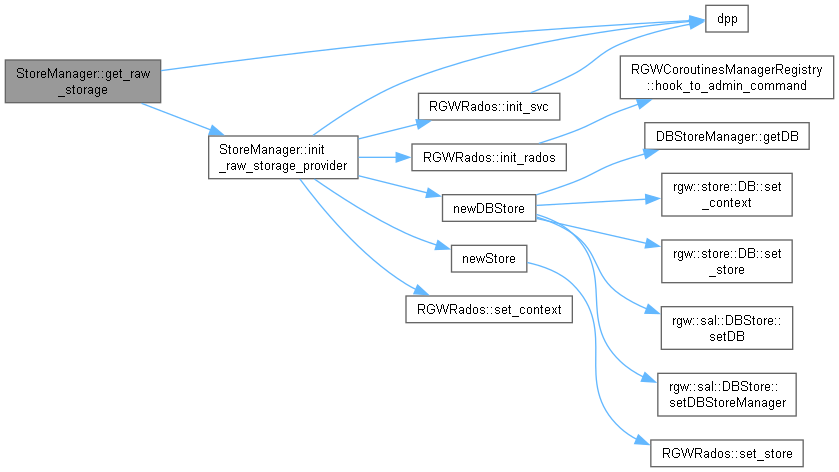 StoreManager::get_raw
_storage
StoreManager::init
_raw_storage_provider
dpp
RGWRados::init_svc
RGWRados::init_rados
newDBStore
newStore
RGWRados::set_context
RGWCoroutinesManagerRegistry
::hook_to_admin_command
DBStoreManager::getDB
rgw::store::DB::set
_context
rgw::store::DB::set
_store
rgw::sal::DBStore::
setDB
rgw::sal::DBStore::
setDBStoreManager
RGWRados::set_store